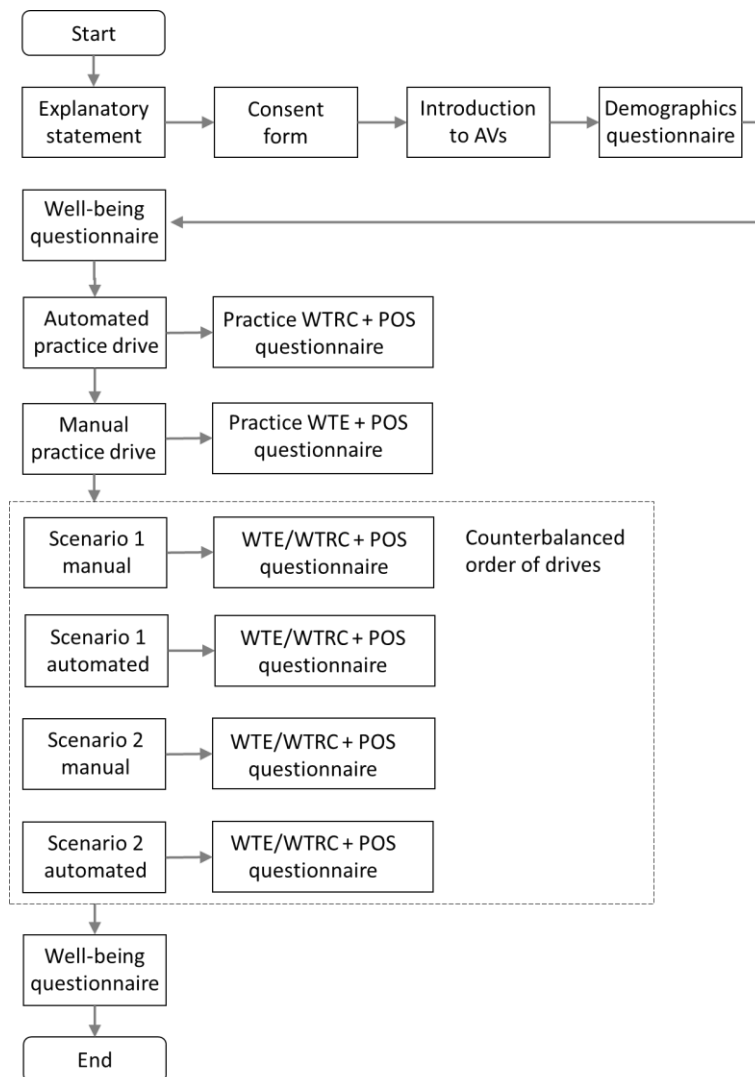 Start
Explanatory
statement
Consent
form
Introduction
to AVs
Demographics
questionnaire
Well-being
questionnaire
Automated
practice drive
Practice WTRC + POS
questionnaire
Manual
practice drive
Practice WTE + POS
questionnaire
Scenario 1
manual
WTE/WTRC + POS
questionnaire
Counterbalanced
order of drives
Scenario 1
automated
WTE/WTRC + POS
questionnaire
Scenario 2
manual
WTE/WTRC + POS
questionnaire
Scenario 2
automated
WTE/WTRC + POS
questionnaire
Well-being
questionnaire
End